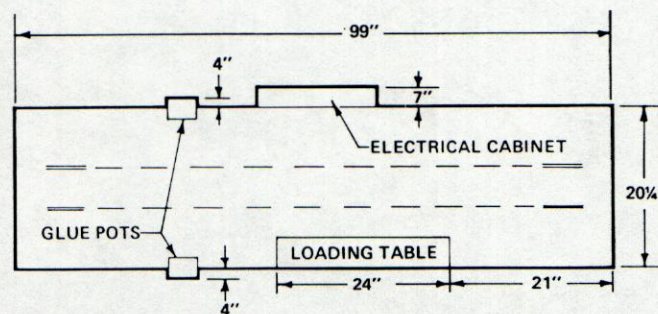 99"
4"
7"
ELECTRICAL CABINET
20¼
GLUE POTS
LOADING TABLE
24"
21"
4"